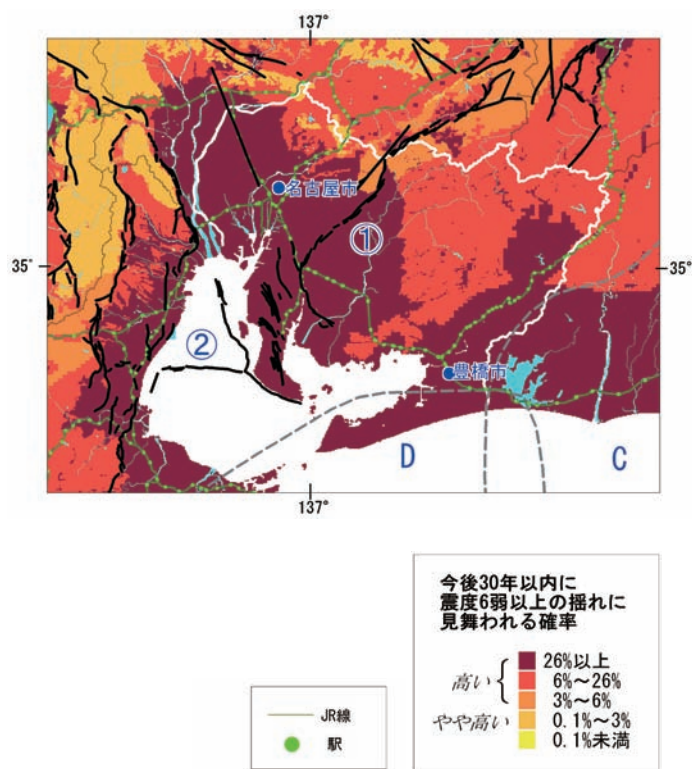 137°
名古屋市
①
35°
35°
②
豊橋市
D
C
137°
今後30年以内に
震度6弱以上の揺れに
見舞われる確率
高い
26%以上
6%~26%
3%~6%
やや高い
0.1%~3%
0.1%未満
JR線
駅